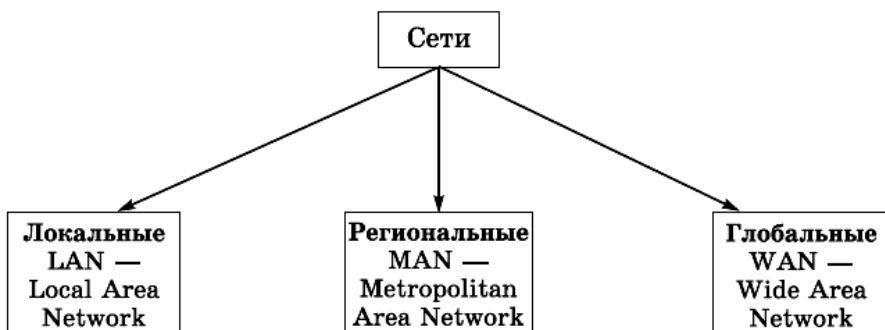 Сети
Локальные
LAN —
Local Area
Network
Региональные
MAN —
Metropolitan
Area Network
Глобальные
WAN —
Wide Area
Network